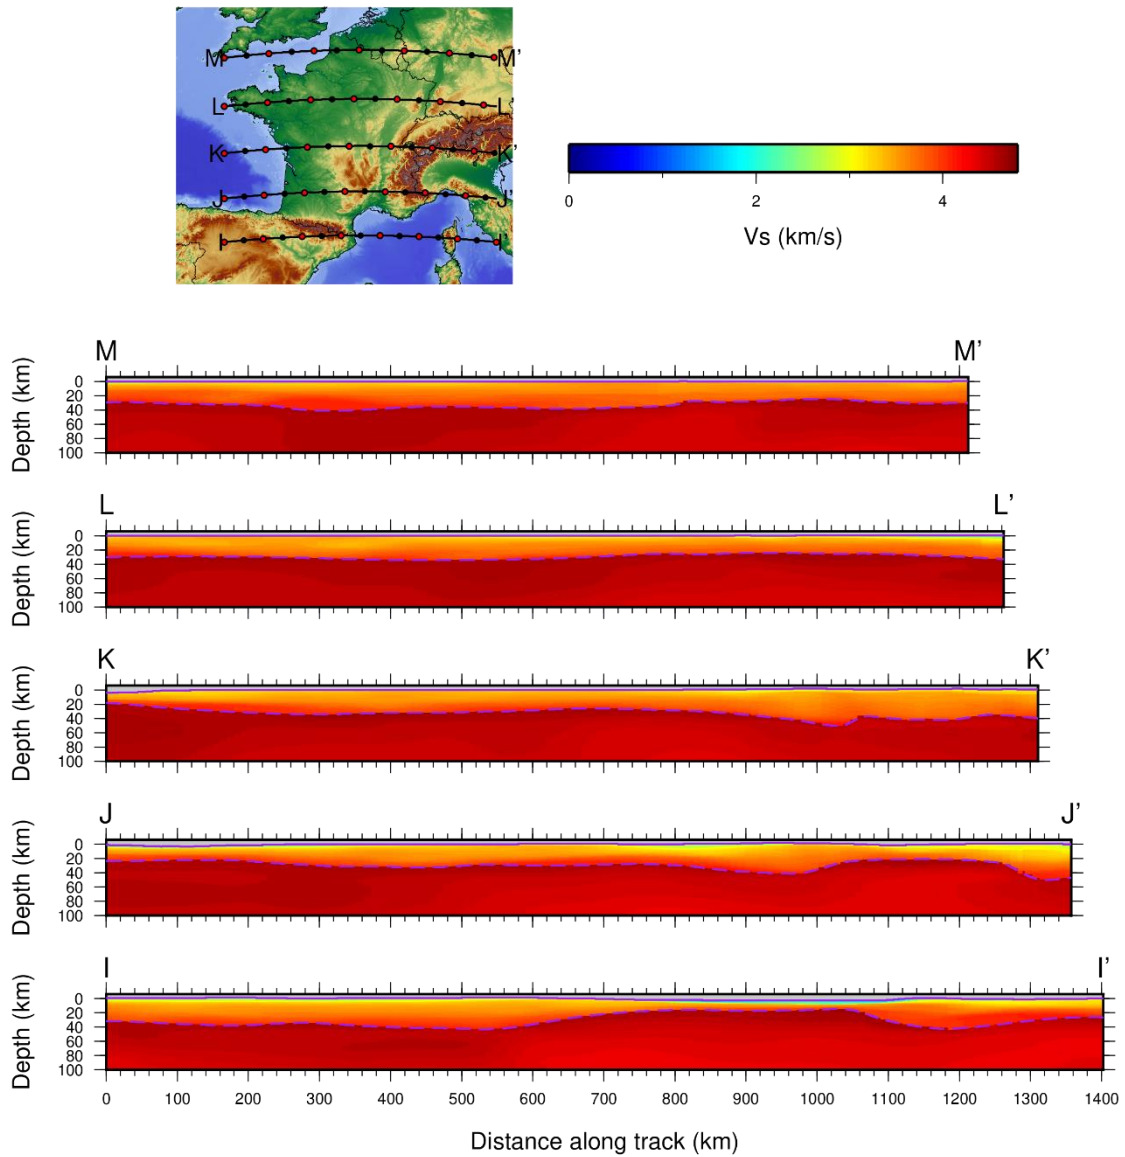 M M'
L L'
K K'
J J'
I I'
0 2 4
Vs (km/s)
M M'
Depth (km)
0
20
40
60
80
100
L L'
Depth (km)
0
20
40
60
80
100
K K'
Depth (km)
0
20
40
60
80
100
J J'
Depth (km)
0
20
40
60
80
100
I I'
Depth (km)
0
20
40
60
80
100
0 100 200 300 400 500 600 700 800 900 1000 1100 1200 1300 1400
Distance along track (km)